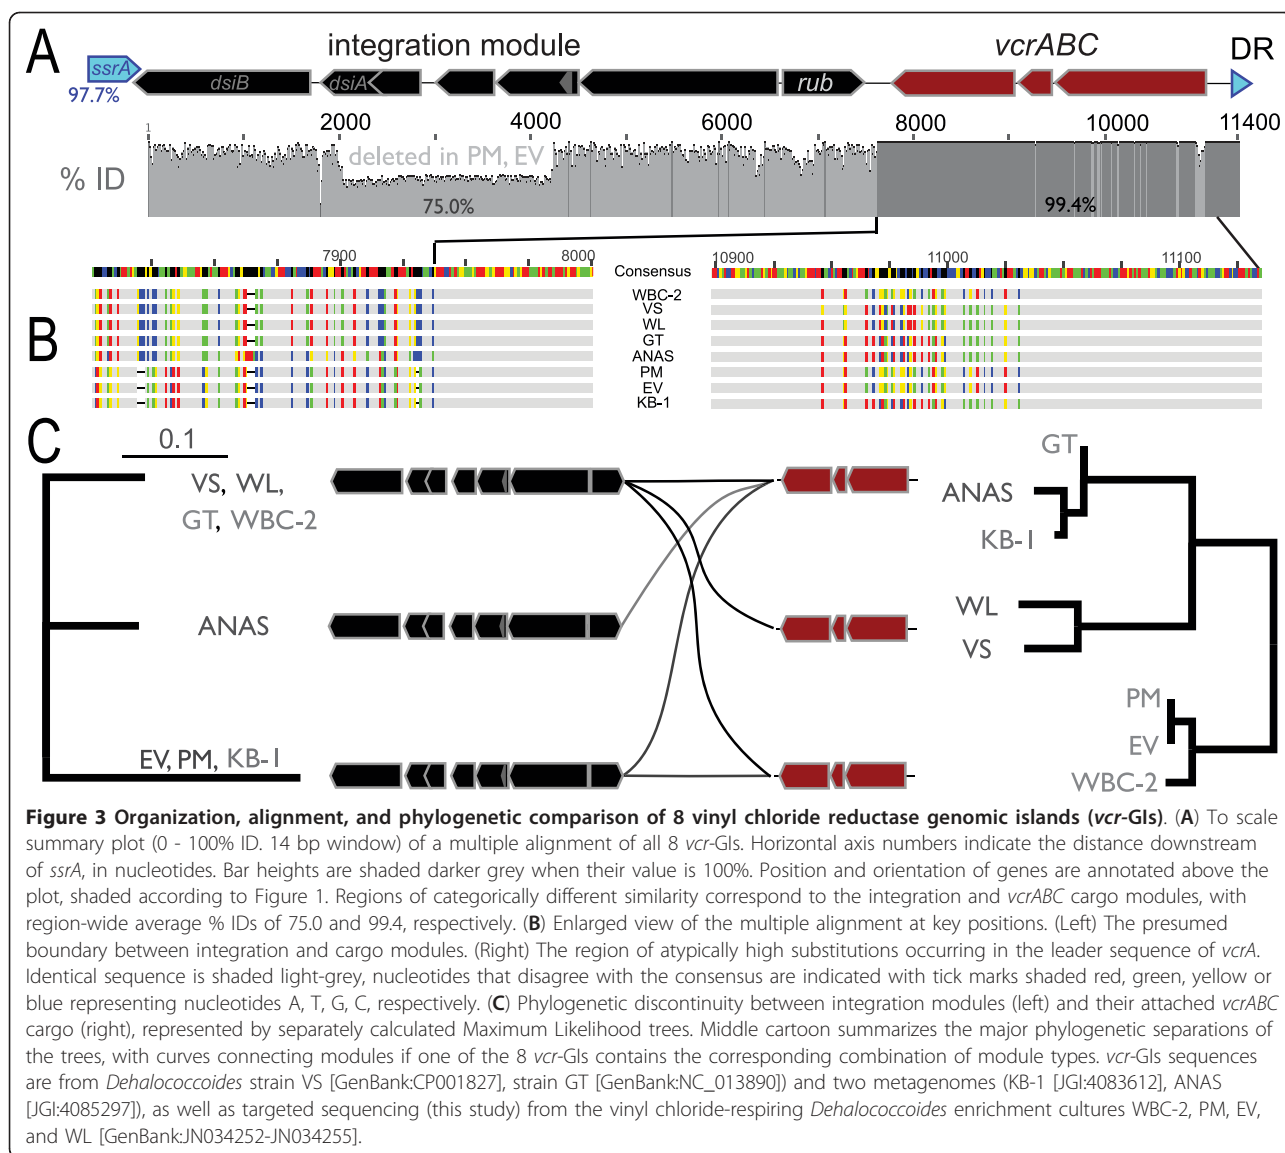 A
integration module
vcrABC
DR
ssrA
97.7%
dsiB
dsiA
rub
1
2000
4000
6000
8000
10000
11400
deleted in PM, EV
% ID
75.0%
99.4%
7900
8000
Consensus
10900
11000
11100
B
WBC-2
VS
WL
GT
ANAS
PM
EV
KB-1
C
0.1
VS, WL,
GT, WBC-2
ANAS
EV, PM, KB-1
GT
ANAS
KB-1
WL
VS
PM
EV
WBC-2
Figure 3 Organization, alignment, and phylogenetic comparison of 8 vinyl chloride reductase genomic islands (vcr-GIs). (A) To scale
summary plot (0 - 100% ID. 14 bp window) of a multiple alignment of all 8 vcr-GIs. Horizontal axis numbers indicate the distance downstream
of ssrA, in nucleotides. Bar heights are shaded darker grey when their value is 100%. Position and orientation of genes are annotated above the
plot, shaded according to Figure 1. Regions of categorically different similarity correspond to the integration and vcrABC cargo modules, with
region-wide average % IDs of 75.0 and 99.4, respectively. (B) Enlarged view of the multiple alignment at key positions. (Left) The presumed
boundary between integration and cargo modules. (Right) The region of atypically high substitutions occurring in the leader sequence of vcrA.
Identical sequence is shaded light-grey, nucleotides that disagree with the consensus are indicated with tick marks shaded red, green, yellow or
blue representing nucleotides A, T, G, C, respectively. (C) Phylogenetic discontinuity between integration modules (left) and their attached vcrABC
cargo (right), represented by separately calculated Maximum Likelihood trees. Middle cartoon summarizes the major phylogenetic separations of
the trees, with curves connecting modules if one of the 8 vcr-GIs contains the corresponding combination of module types. vcr-GIs sequences
are from Dehalococcoides strain VS [GenBank:CP001827], strain GT [GenBank:NC_013890]) and two metagenomes (KB-1 [JGI:4083612], ANAS
[JGI:4085297]), as well as targeted sequencing (this study) from the vinyl chloride-respiring Dehalococcoides enrichment cultures WBC-2, PM, EV,
and WL [GenBank:JN034252-JN034255].